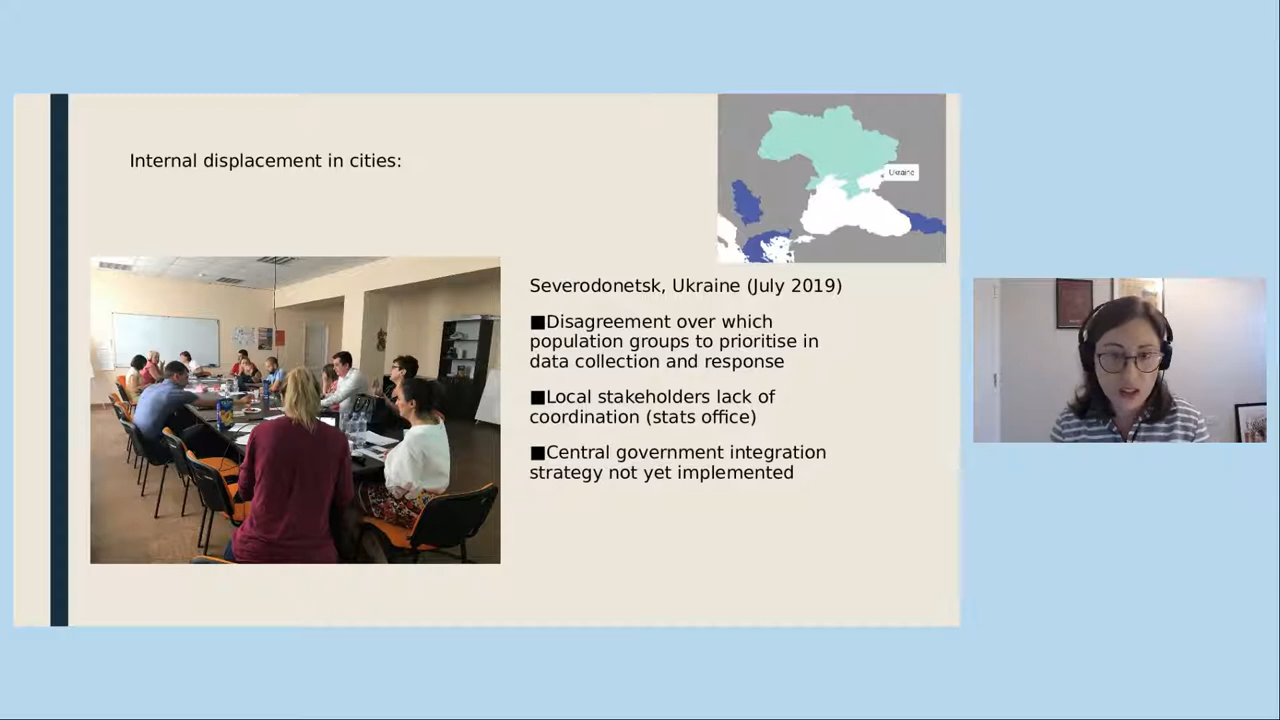 Internal displacement in cities:
Ukraine
Severodonetsk, Ukraine (July 2019)
■Disagreement over which
population groups to prioritise in
data collection and response
■Local stakeholders lack of
coordination (stats office)
■Central government integration
strategy not yet implemented